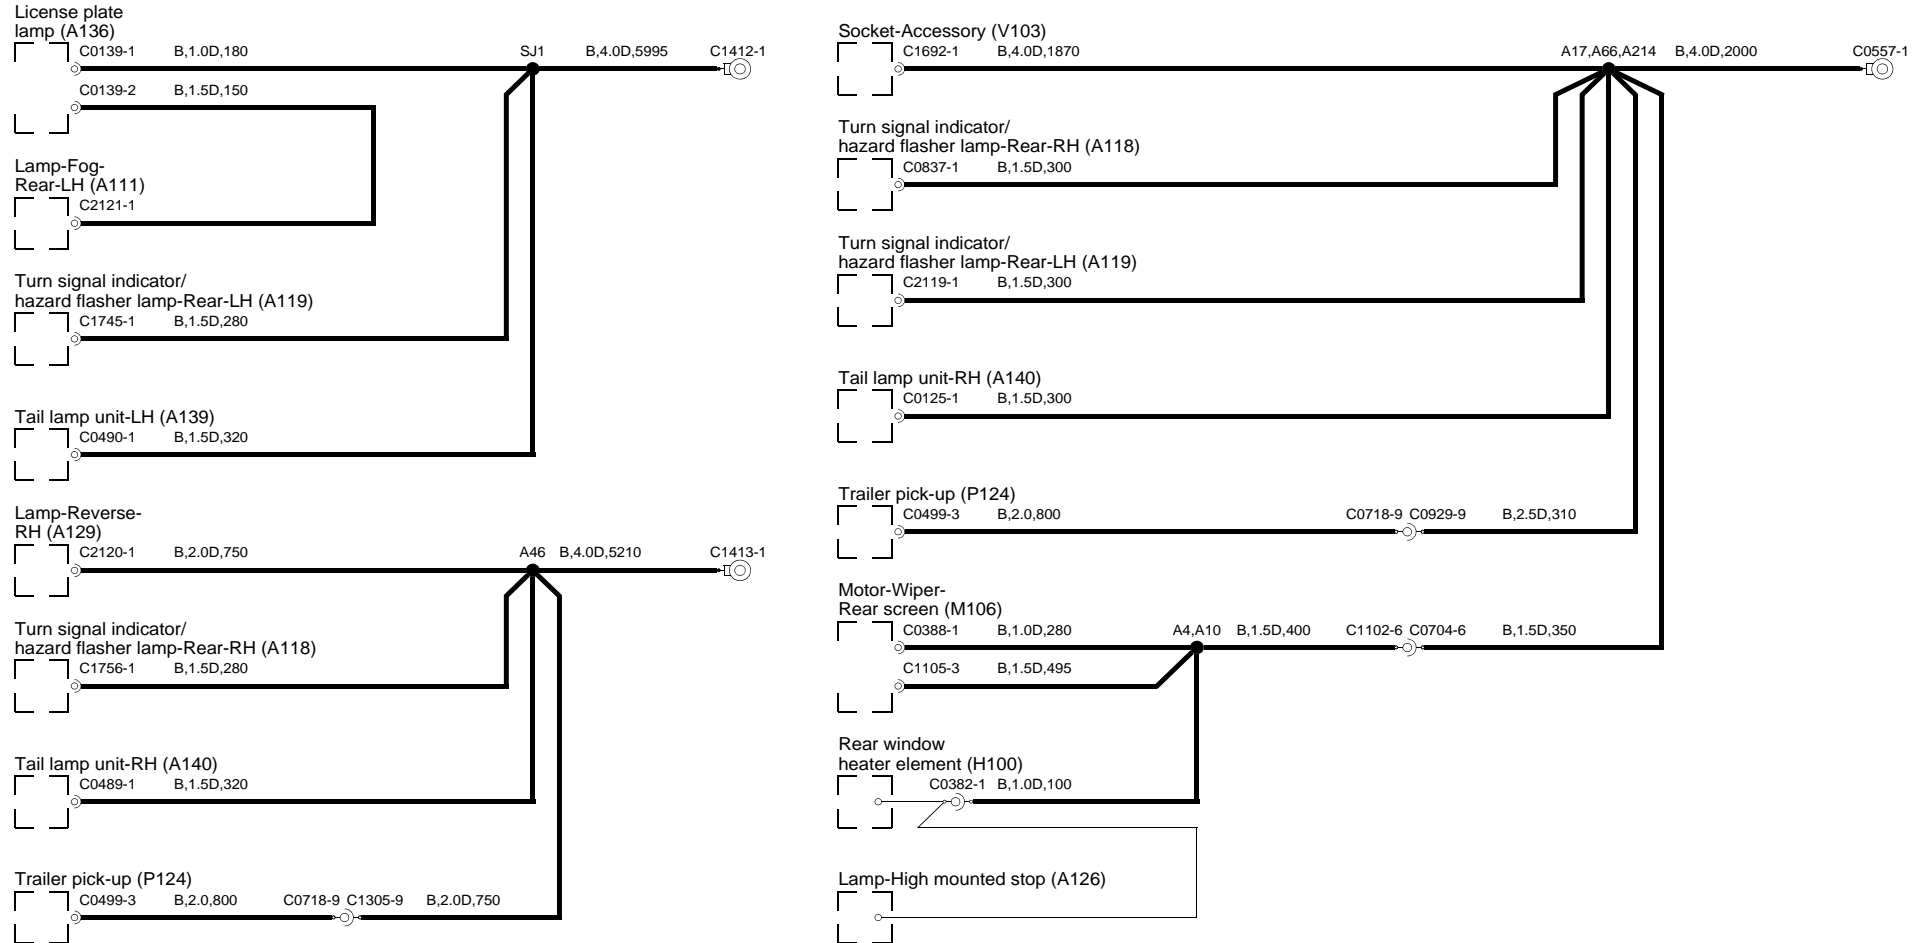 License plate
lamp (A136)
C0139-1 B,1.0D,180 SJ1 B,4.0D,5995 C1412-1
C0139-2 B,1.5D,150
Lamp-Fog-
Rear-LH (A111)
C2121-1
Turn signal indicator/
hazard flasher lamp-Rear-LH (A119)
C1745-1 B,1.5D,280
Tail lamp unit-LH (A139)
C0490-1 B,1.5D,320
Lamp-Reverse-
RH (A129)
C2120-1 B,2.0D,750 A46 B,4.0D,5210 C1413-1
Turn signal indicator/
hazard flasher lamp-Rear-RH (A118)
C1756-1 B,1.5D,280
Tail lamp unit-RH (A140)
C0489-1 B,1.5D,320
Trailer pick-up (P124)
C0499-3 B,2.0,800 C0718-9 C1305-9 B,2.0D,750
Socket-Accessory (V103)
C1692-1 B,4.0D,1870 A17,A66,A214 B,4.0D,2000 C0557-1
Turn signal indicator/
hazard flasher lamp-Rear-RH (A118)
C0837-1 B,1.5D,300
Turn signal indicator/
hazard flasher lamp-Rear-LH (A119)
C2119-1 B,1.5D,300
Tail lamp unit-RH (A140)
C0125-1 B,1.5D,300
Trailer pick-up (P124)
C0499-3 B,2.0,800 C0718-9 C0929-9 B,2.5D,310
Motor-Wiper-
Rear screen (M106)
C0388-1 B,1.0D,280 A4,A10 B,1.5D,400 C1102-6 C0704-6 B,1.5D,350
C1105-3 B,1.5D,495
Rear window
heater element (H100)
C0382-1 B,1.0D,100
Lamp-High mounted stop (A126)